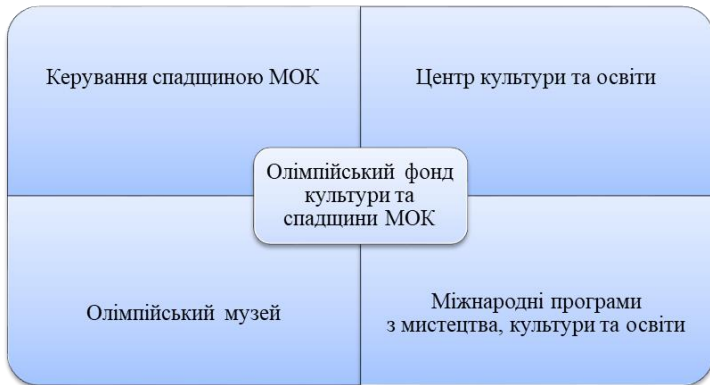 Керування спадщиною МОК
Центр культури та освіти
Олімпійський фонд
культури та
спадщини МОК
Олімпійський музей
Міжнародні програми
з мистецтва, культури та освіти